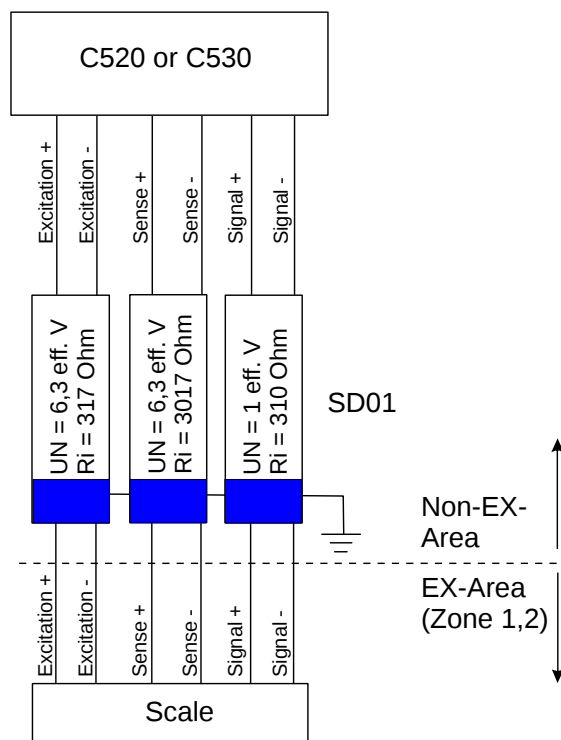 C520 or C530
Excitation +
Excitation -
Sense +
Sense -
Signal +
Signal -
UN = 6,3 eff. V
Ri = 317 Ohm
UN = 6,3 eff. V
Ri = 3017 Ohm
UN = 1 eff. V
Ri = 310 Ohm
SD01
Non-EX-
Area
EX-Area
(Zone 1,2)
Excitation +
Excitation -
Sense +
Sense -
Signal +
Signal -
Scale